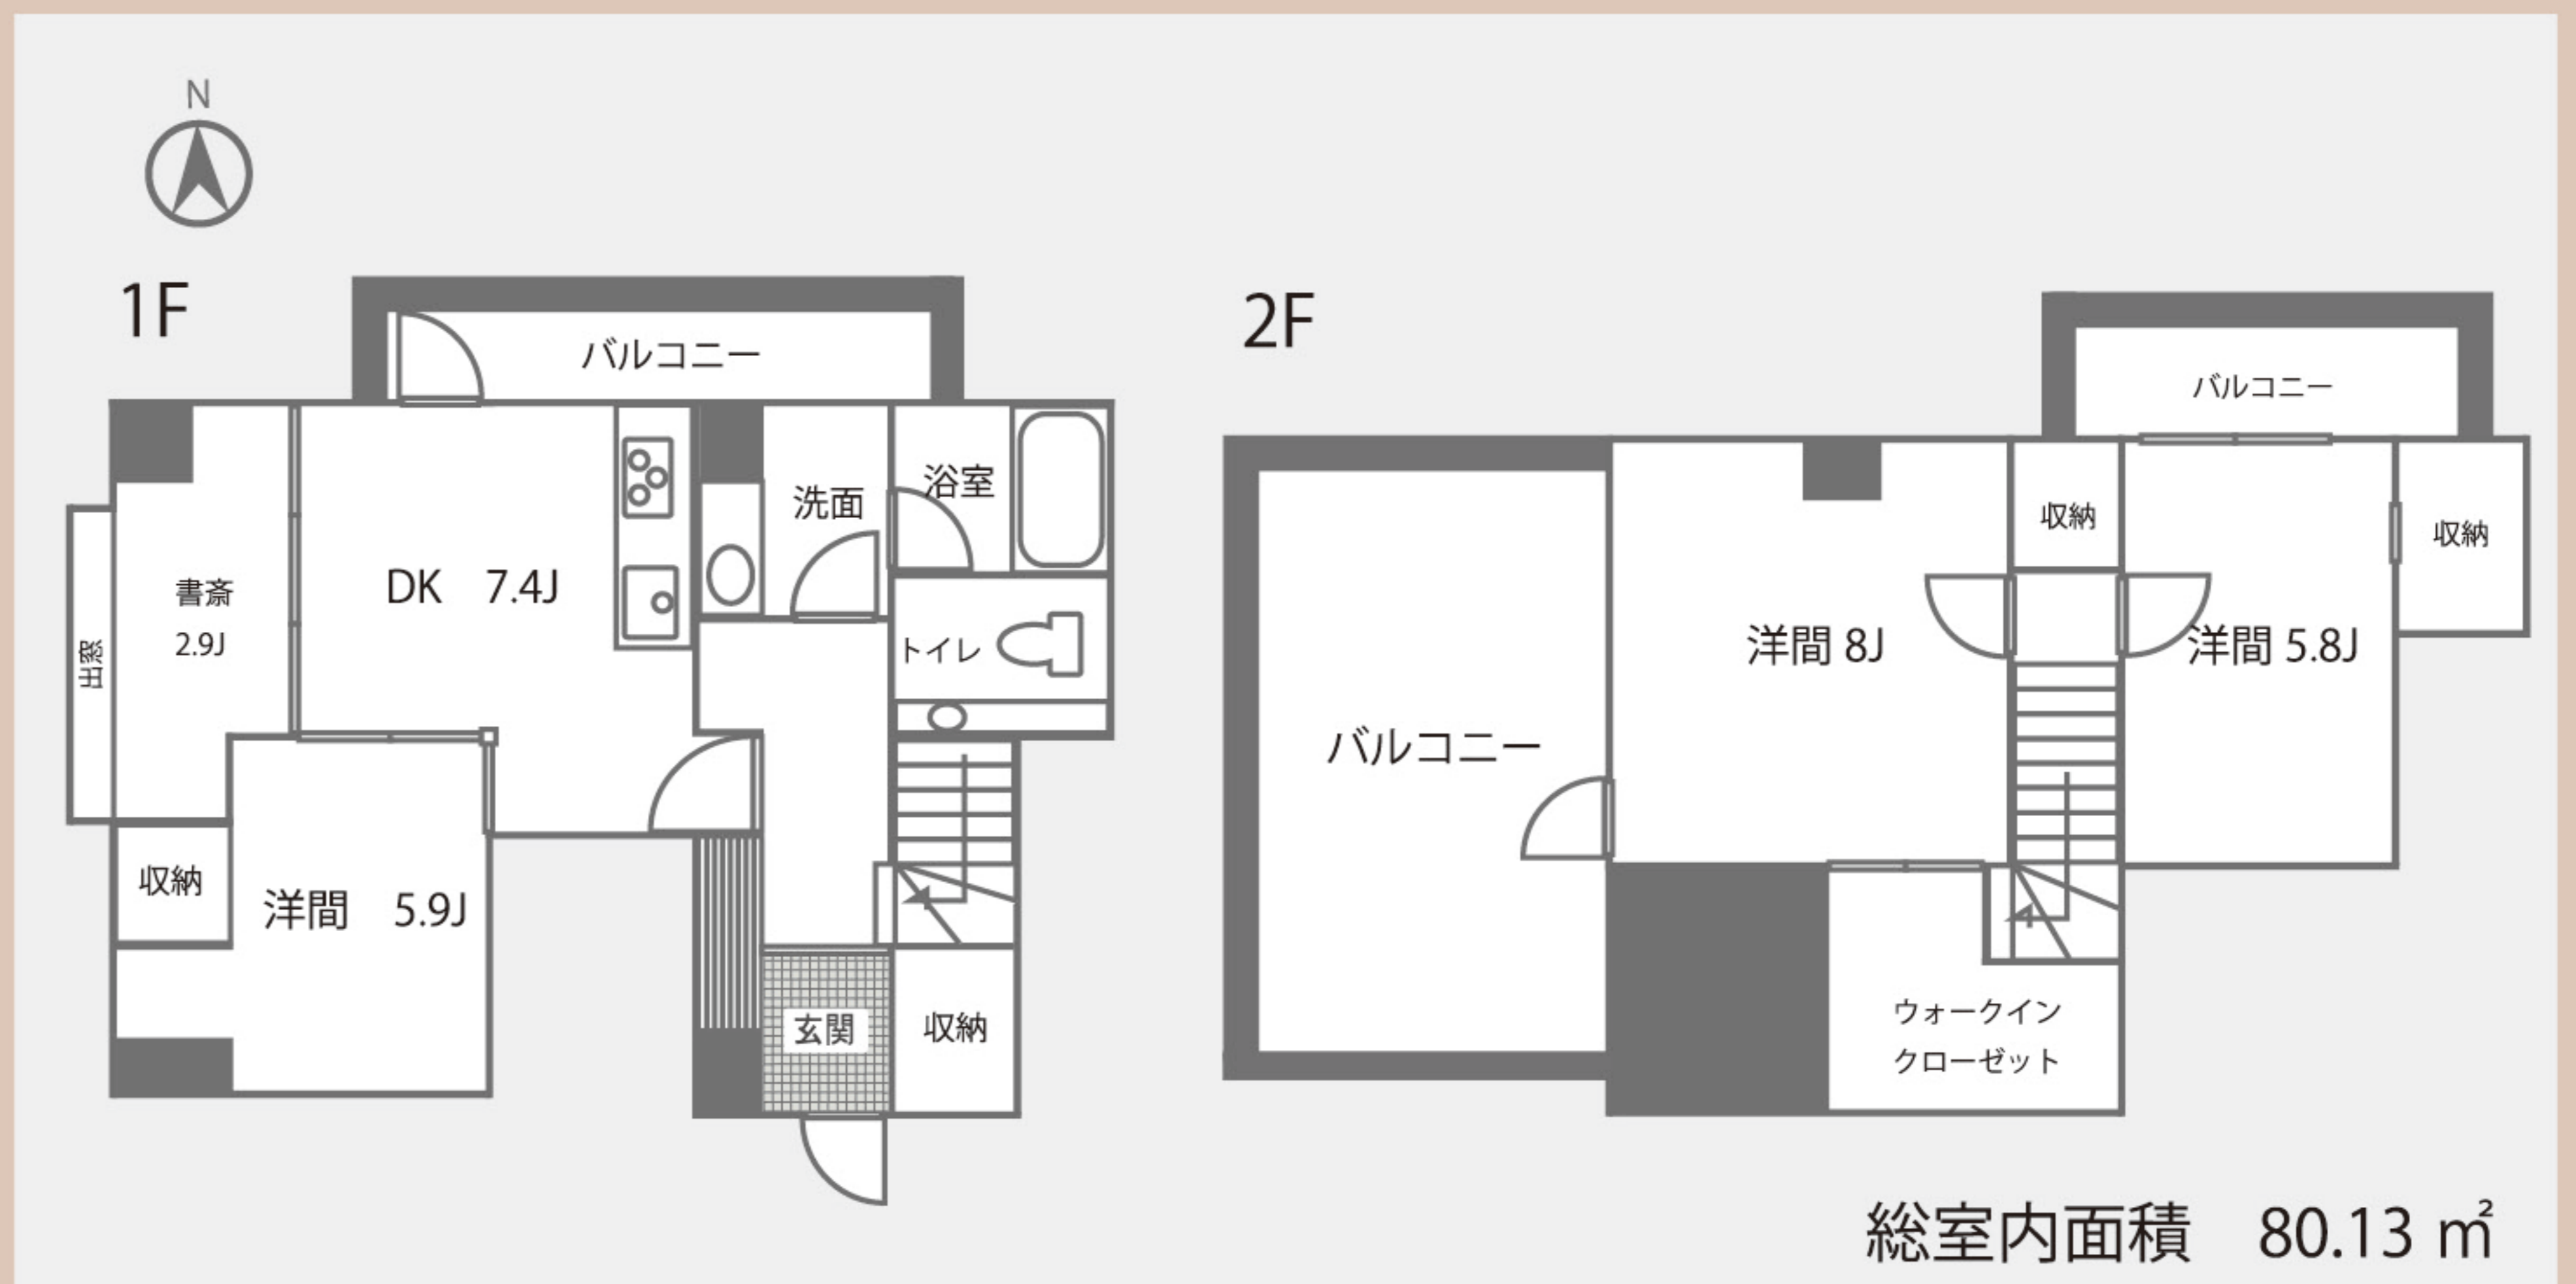 N
1F
バルコニー
書斎
2.9J
DK 7.4J
洗面
浴室
トイレ
出窓
収納
洋間 5.9J
玄関
収納
2F
バルコニー
収納
収納
洋間 8J
洋間 5.8J
バルコニー
ウォークイン
クローゼット
総室内面積 80.13 ㎡